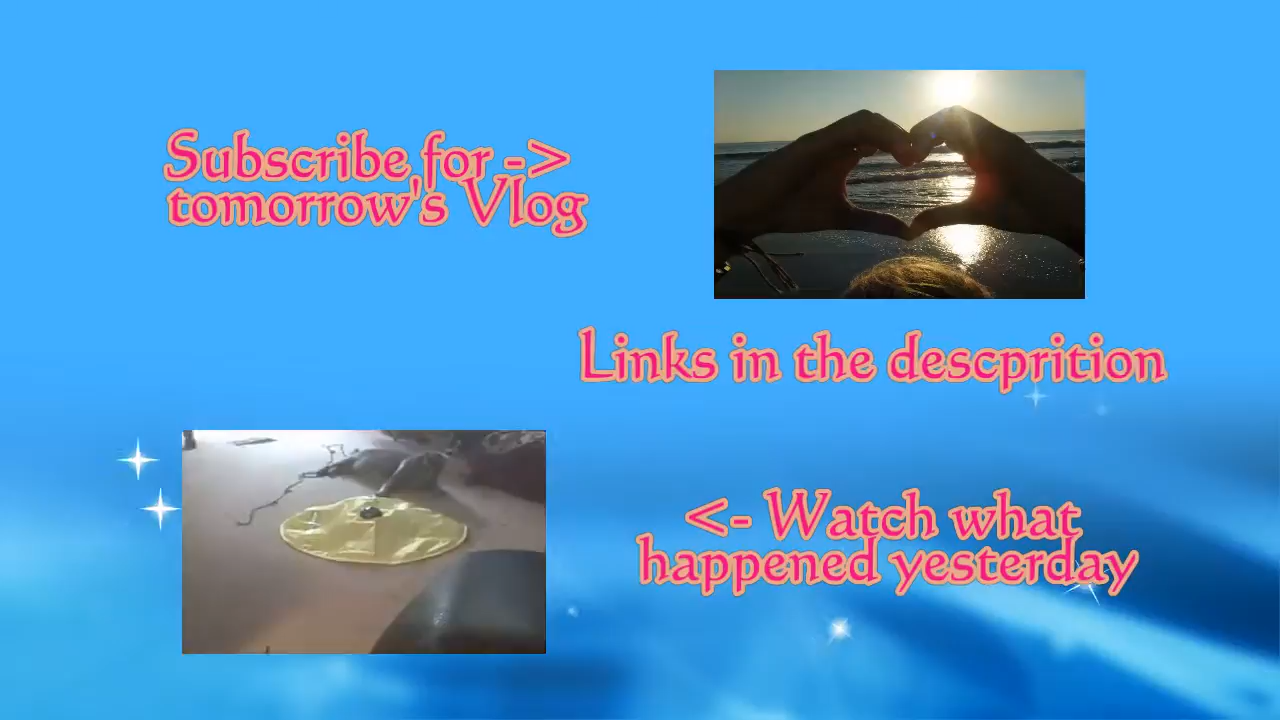 Subscribe for ->
tomorrow's Vlog
Links in the descprition
<- Watch what
happened yesterday